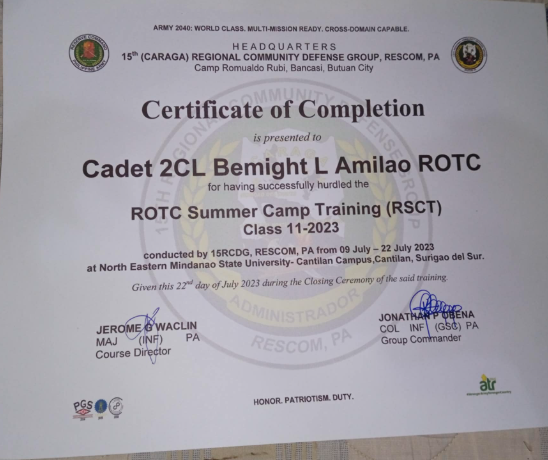 ARMY 2040: WORLD CLASS. MULTI-MISSION READY. CROSS-DOMAIN CAPABLE.
HEADQUARTERS
15th (CARAGA) REGIONAL COMMUNITY DEFENSE GROUP, RESCOM, PA
Camp Romualdo Rubi, Bancasi, Butuan City
Certificate of Completion
is presented to
Cadet 2CL Bemight L Amilao ROTC
for having successfully hurdled the
ROTC Summer Camp Training (RSCT)
Class 11-2023
conducted by 15RCDG, RESCOM, PA from 09 July – 22 July 2023
at North Eastern Mindanao State University- Cantilan Campus,Cantilan, Surigao del Sur.
Given this 22nd day of July 2023 during the Closing Ceremony of the said training.
ADMINISTRADOR
RESCOM, PA
JEROME G WACLIN
MAJ (INF) PA
Course Director
JONATHAN P OBENA
COL INF (GSC) PA
Group Commander
PGS
HONOR. PATRIOTISM. DUTY.
atr